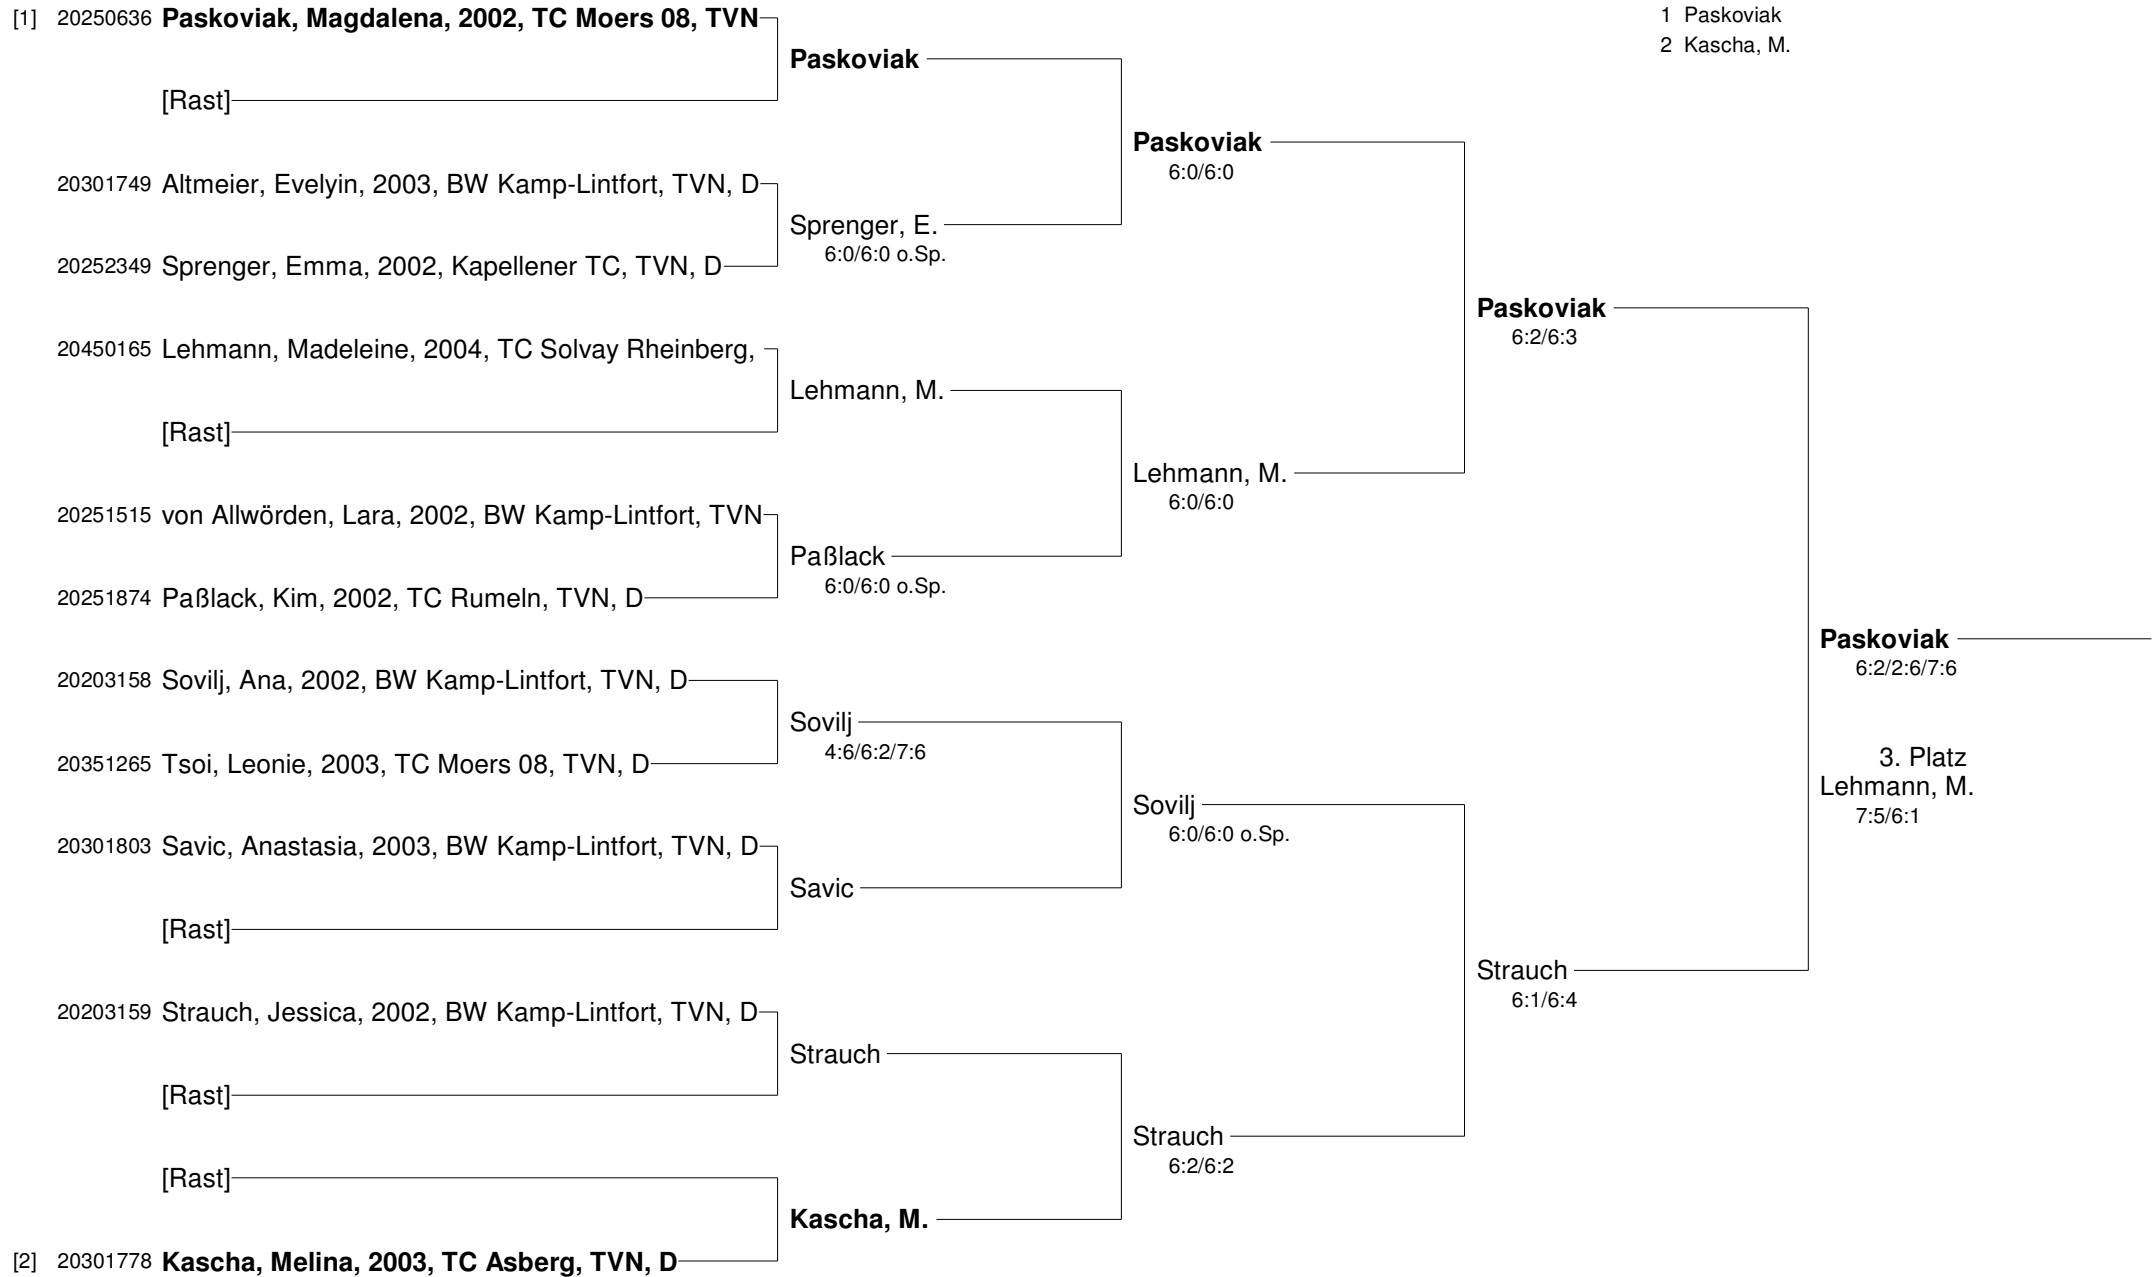 [1] 20250636 Paskoviak, Magdalena, 2002, TC Moers 08, TVN
[Rast]
20301749 Altmeier, Evelyin, 2003, BW Kamp-Lintfort, TVN, D
20252349 Sprenger, Emma, 2002, Kapellener TC, TVN, D
20450165 Lehmann, Madeleine, 2004, TC Solvay Rheinberg,
[Rast]
20251515 von Allwörden, Lara, 2002, BW Kamp-Lintfort, TVN
20251874 Paßlack, Kim, 2002, TC Rumeln, TVN, D
20203158 Sovilj, Ana, 2002, BW Kamp-Lintfort, TVN, D
20351265 Tsoi, Leonie, 2003, TC Moers 08, TVN, D
20301803 Savic, Anastasia, 2003, BW Kamp-Lintfort, TVN, D
[Rast]
20203159 Strauch, Jessica, 2002, BW Kamp-Lintfort, TVN, D
[Rast]
[Rast]
[2] 20301778 Kascha, Melina, 2003, TC Asberg, TVN, D
Paskoviak
Sprenger, E.
6:0/6:0 o.Sp.
Lehmann, M.
Paßlack
6:0/6:0 o.Sp.
Sovilj
4:6/6:2/7:6
Savic
Strauch
Kascha, M.
Paskoviak
6:0/6:0
Lehmann, M.
6:0/6:0
Sovilj
6:0/6:0 o.Sp.
Strauch
6:2/6:2
Paskoviak
6:2/6:3
Strauch
6:1/6:4
1 Paskoviak
2 Kascha, M.
Paskoviak
6:2/2:6/7:6
3. Platz
Lehmann, M.
7:5/6:1